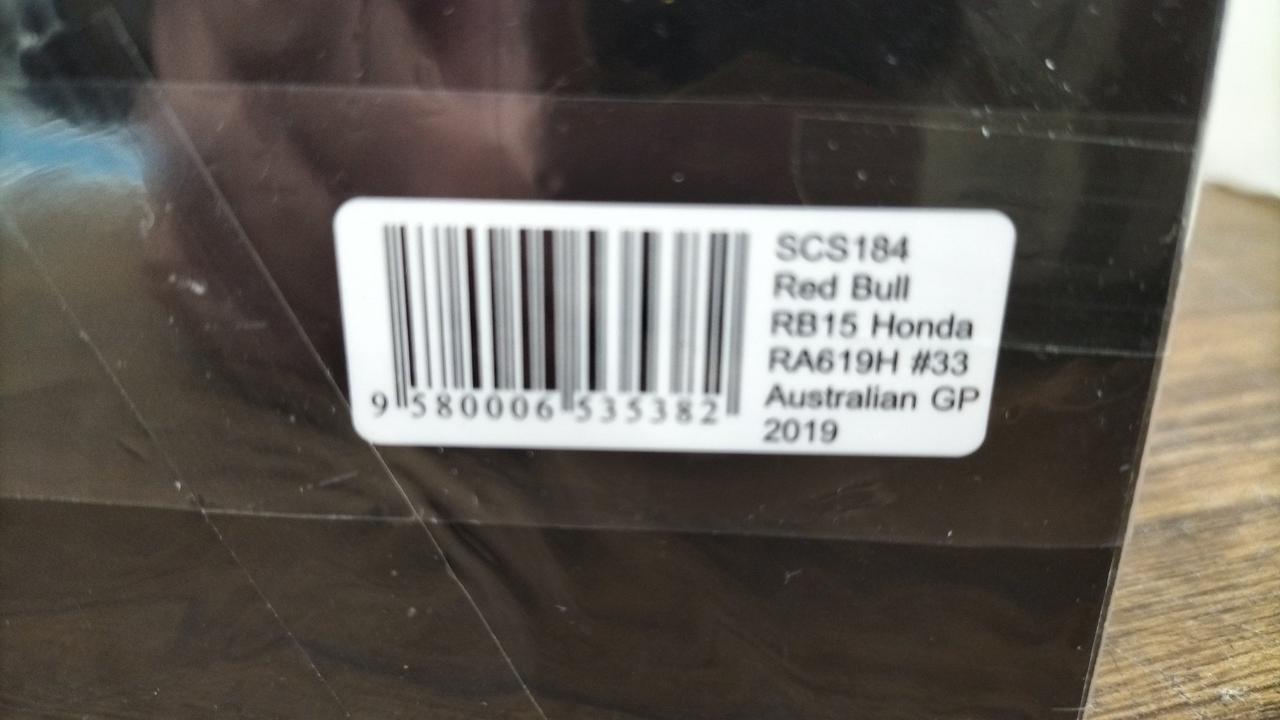 SCS184
Red Bull
RB15 Honda
RA619H #33
Australian GP
2019
9 580006 535382